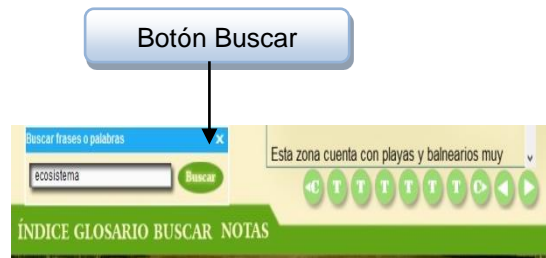 Botón Buscar
Buscar frases o palabras x
ecosistema Buscar
Esta zona cuenta con playas y balnearios muy
C T T T T T T C
ÍNDICE GLOSARIO BUSCAR NOTAS